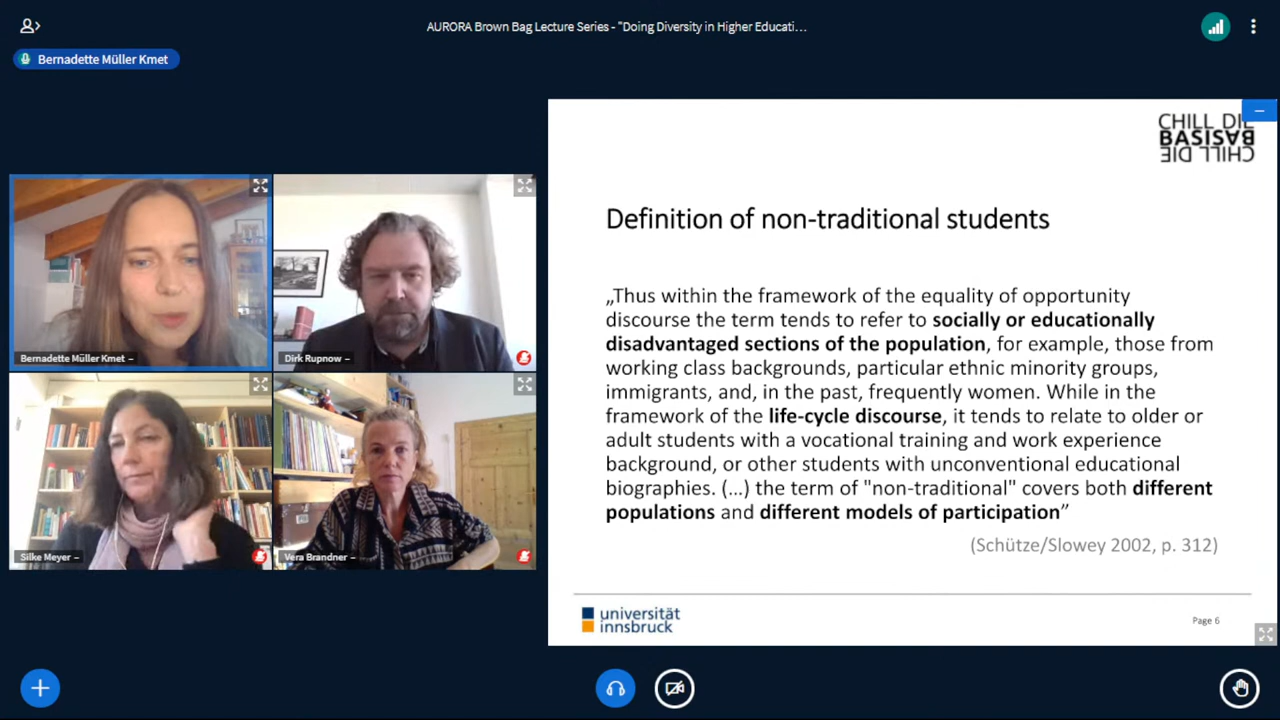 AURORA Brown Bag Lecture Series - "Doing Diversity in Higher Educati…
Bernadette Müller Kmet
Bernadette Müller Kmet –
Dirk Rupnow –
Silke Meyer –
Vera Brandner –
CHILL DIE
BASIS
CHILL DIE
Definition of non-traditional students
„Thus within the framework of the equality of opportunity
discourse the term tends to refer to socially or educationally
disadvantaged sections of the population, for example, those from
working class backgrounds, particular ethnic minority groups,
immigrants, and, in the past, frequently women. While in the
framework of the life-cycle discourse, it tends to relate to older or
adult students with a vocational training and work experience
background, or other students with unconventional educational
biographies. (...) the term of "non-traditional" covers both different
populations and different models of participation”
(Schütze/Slowey 2002, p. 312)
universität
innsbruck
Page 6